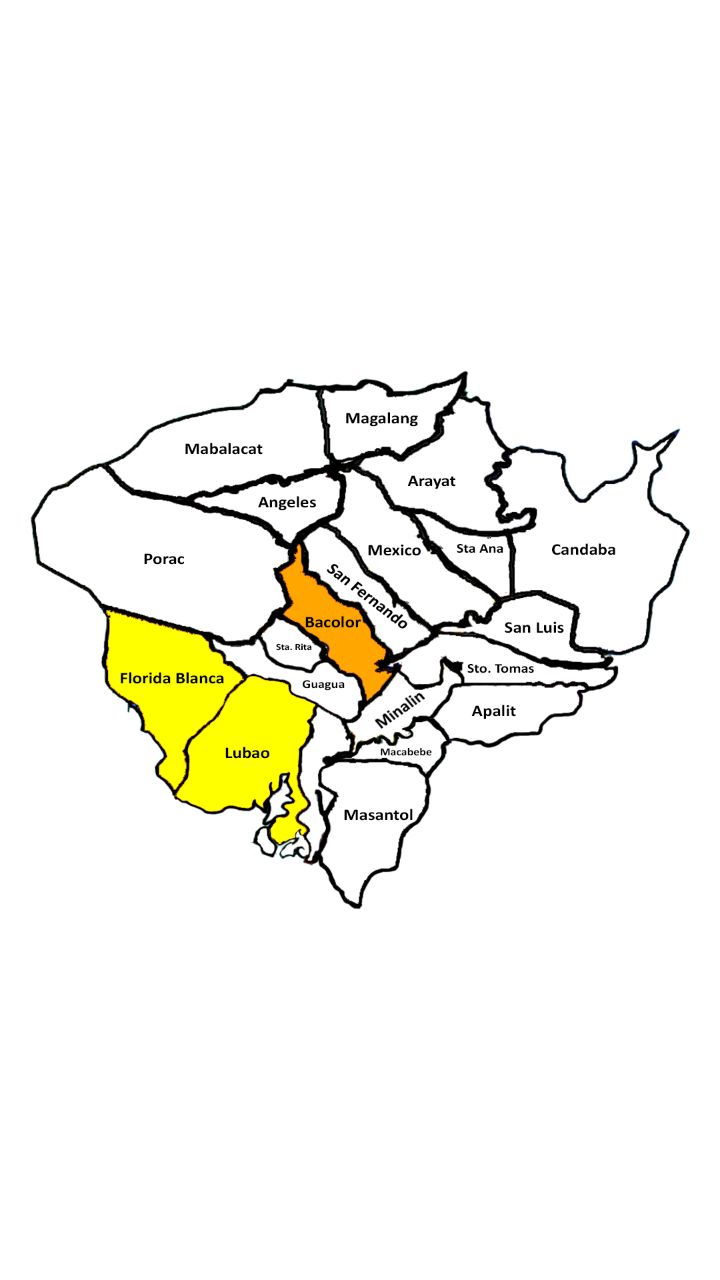 Magalang
Mabalacat
Arayat
Angeles
Mexico
Sta Ana
Candaba
Porac
San Fernando
Bacolor
San Luis
Sta. Rita
Sto. Tomas
Florida Blanca
Guagua
Minalin
Apalit
Lubao
Macabebe
Masantol